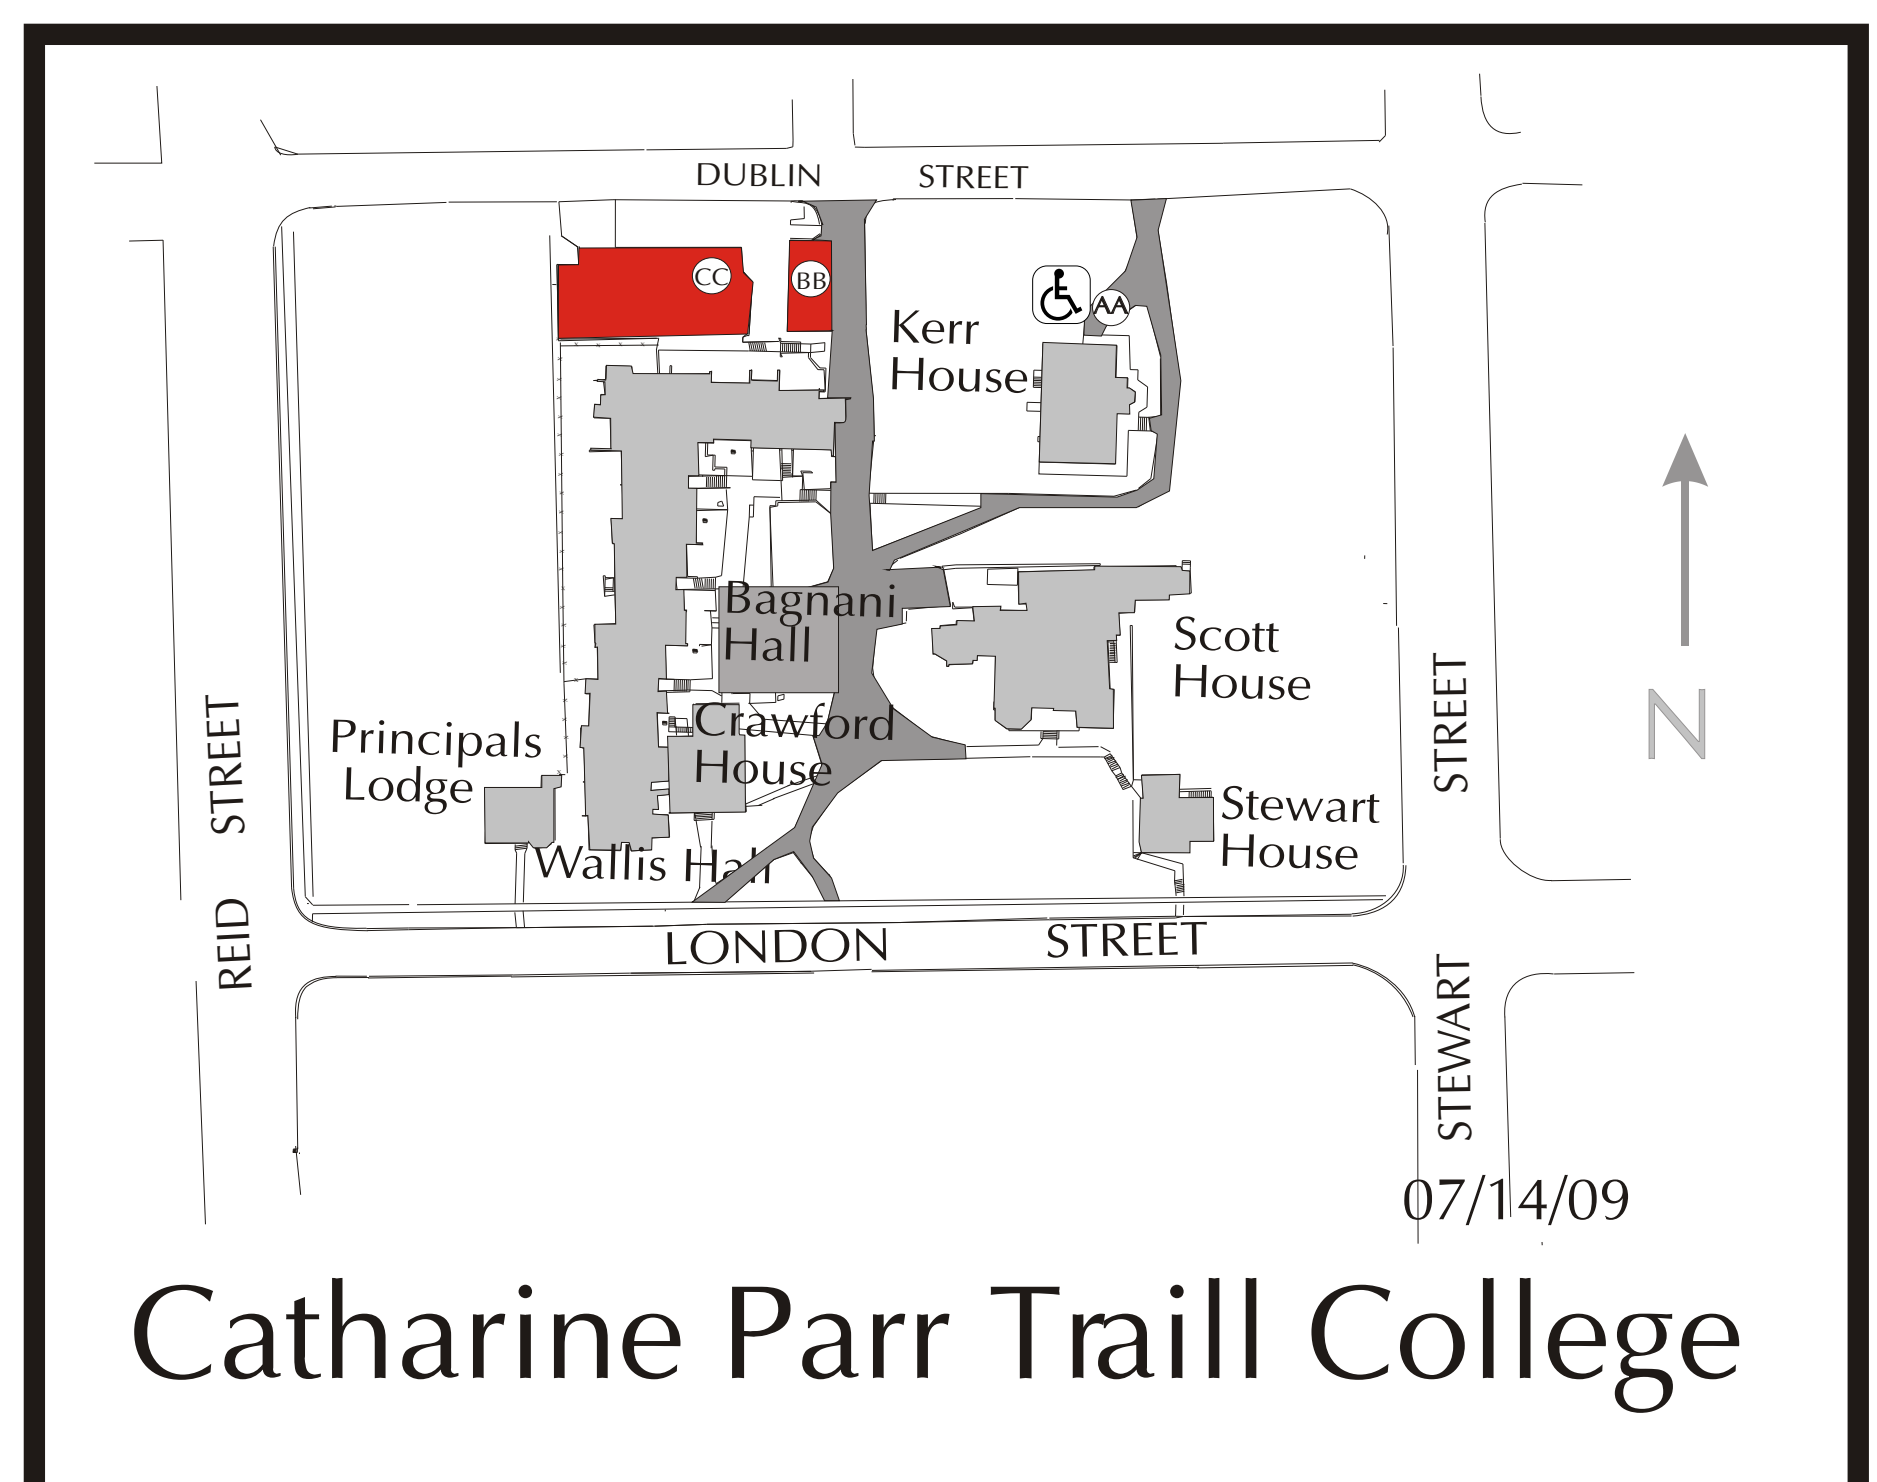 DUBLIN STREET
CC
BB
AA
Kerr
House
Bagnani
Hall
Scott
House
Crawford
House
Principals
Lodge
Stewart
House
Wallis Hall
REID STREET
LONDON STREET
STEWART STREET
N
07/14/09
Catharine Parr Traill College